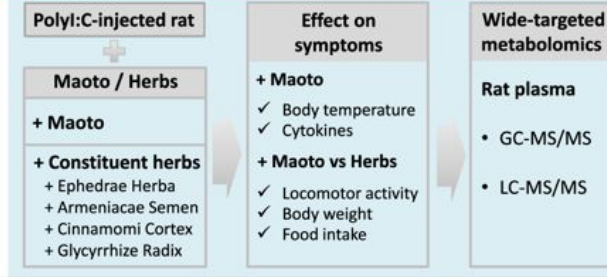 PolyI:C-injected rat
Maoto / Herbs
+ Maoto
+ Constituent herbs
+ Ephedrae Herba
+ Armeniacae Semen
+ Cinnamomi Cortex
+ Glycyrrhize Radix
Effect on
symptoms
+ Maoto
✓ Body temperature
✓ Cytokines
+ Maoto vs Herbs
✓ Locomotor activity
✓ Body weight
✓ Food intake
Wide-targeted
metabolomics
Rat plasma
• GC-MS/MS
• LC-MS/MS